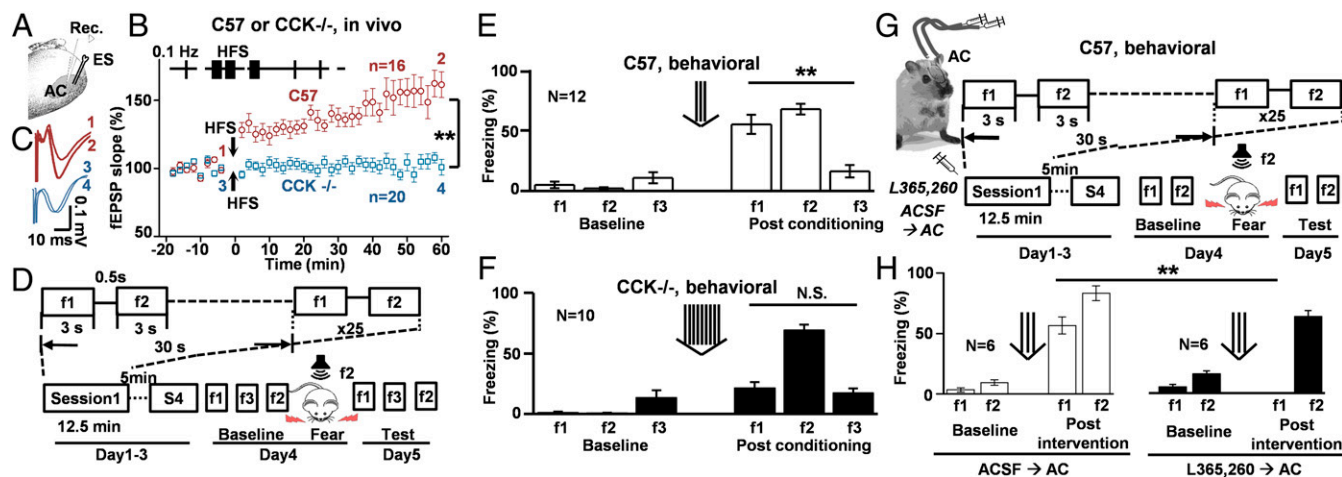 A
Rec.
ES
AC
B
C57 or CCK-/-, in vivo
0.1 Hz
HFS
n=16
2
C57
150
100
50
fEPSP slope (%)
HFS
1
3
HFS
CCK -/-
n=20
4
**
-20 -10 0 10 20 30 40 50 60
Time (min)
C
1
2
3
4
0.1 mV
10 ms
D
0.5s
f1 f2 f1 f2
3 s 3 s x25
30 s
5min
f2
Session1 S4 f1 f3 f2 f1 f3 f2
12.5 min
Baseline Fear Test
Day1-3 Day4 Day5
E
C57, behavioral
**
N=12
100
50
0
Freezing (%)
f1 f2 f3 f1 f2 f3
Baseline Post conditioning
F
CCK-/-, behavioral
N.S.
N=10
100
50
0
Freezing (%)
f1 f2 f3 f1 f2 f3
Baseline Post conditioning
G
AC
C57, behavioral
f1 f2 f1 f2
3 s 3 s x25
30 s
5min
f2
L365,260
ACSF
→ AC
Session1 S4 f1 f2 f1 f2
12.5 min
Baseline Fear Test
Day1-3 Day4 Day5
H
**
N=6 N=6
100
50
0
Freezing (%)
f1 f2 f1 f2 f1 f2 f1 f2
Baseline Post intervention Baseline Post intervention
ACSF → AC L365,260 → AC